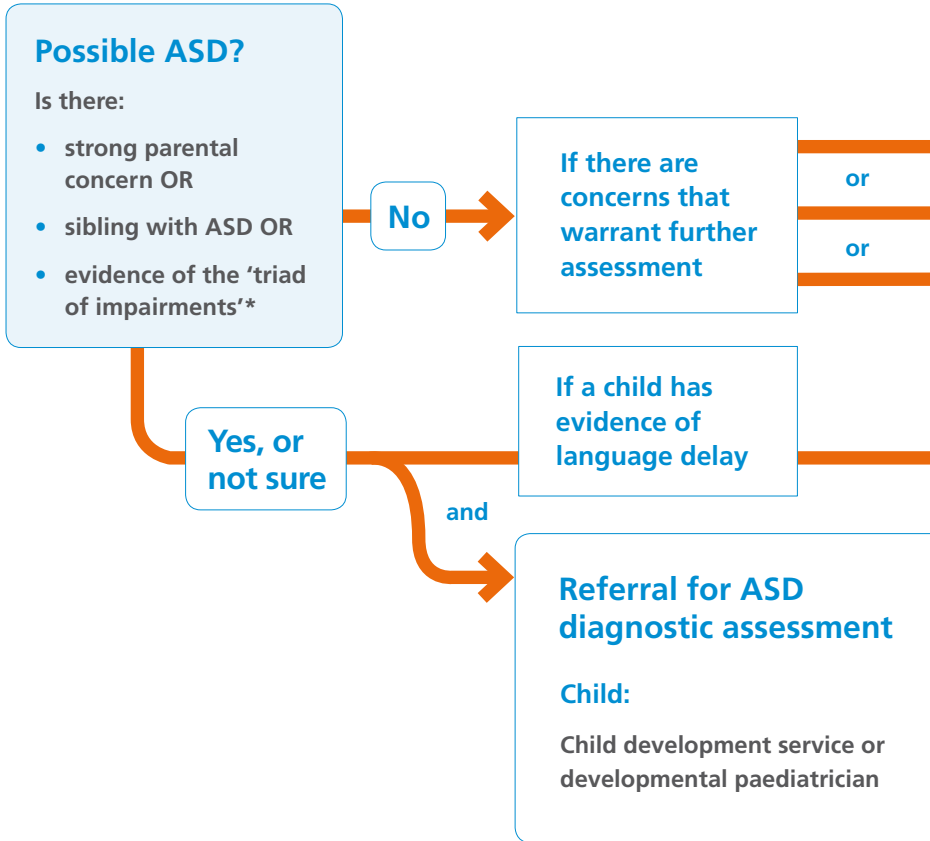 Possible ASD?
Is there:
• strong parental
concern OR
• sibling with ASD OR
• evidence of the ‘triad
of impairments’*
No
If there are
concerns that
warrant further
assessment
or
or
Yes, or
not sure
If a child has
evidence of
language delay
and
Referral for ASD
diagnostic assessment
Child:
Child development service or
developmental paediatrician